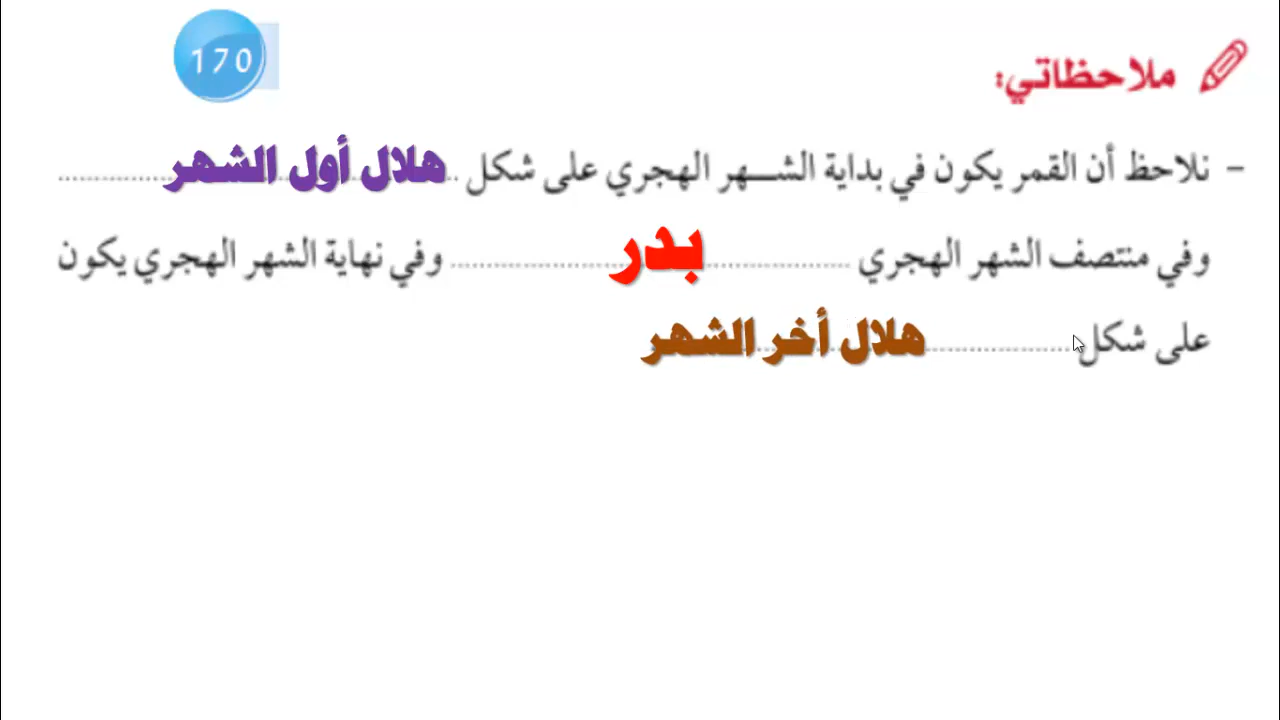 170
ملاحظاتي:
- نلاحظ أن القمر يكون في بداية الشهر الهجري على شكل .. هلال أول الشهر ..............
وفي منتصف الشهر الهجري .................. بدر .................... وفي نهاية الشهر الهجري يكون
على شكل .................... هلال أخر الشهر